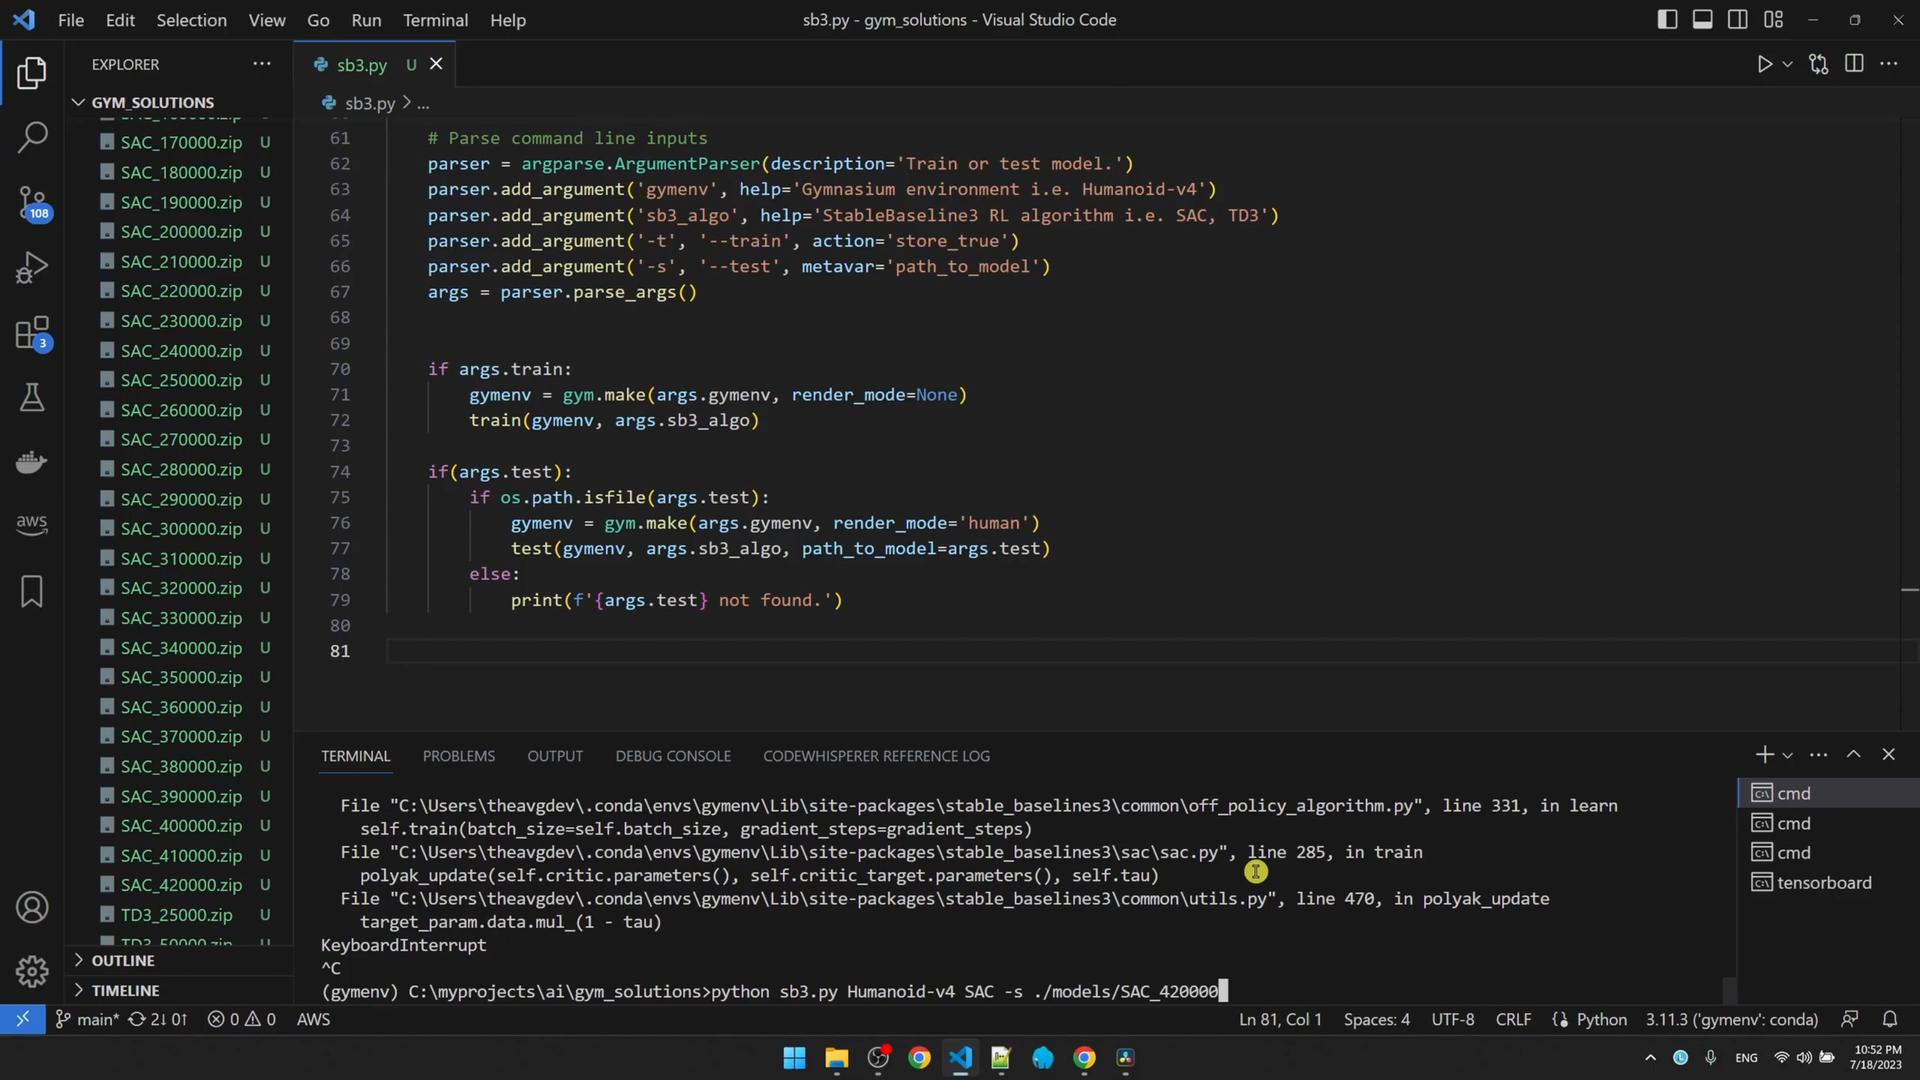 File Edit Selection View Go Run Terminal Help
sb3.py - gym_solutions - Visual Studio Code
EXPLORER
sb3.py U
GYM_SOLUTIONS
sb3.py > ...
SAC_170000.zip U
SAC_180000.zip U
SAC_190000.zip U
SAC_200000.zip U
SAC_210000.zip U
SAC_220000.zip U
SAC_230000.zip U
SAC_240000.zip U
SAC_250000.zip U
SAC_260000.zip U
SAC_270000.zip U
SAC_280000.zip U
SAC_290000.zip U
SAC_300000.zip U
SAC_310000.zip U
SAC_320000.zip U
SAC_330000.zip U
SAC_340000.zip U
SAC_350000.zip U
SAC_360000.zip U
SAC_370000.zip U
SAC_380000.zip U
SAC_390000.zip U
SAC_400000.zip U
SAC_410000.zip U
SAC_420000.zip U
TD3_25000.zip U
TD3_50000.zip U
OUTLINE
TIMELINE
108
3
aws
61 # Parse command line inputs
62 parser = argparse.ArgumentParser(description='Train or test model.')
63 parser.add_argument('gymenv', help='Gymnasium environment i.e. Humanoid-v4')
64 parser.add_argument('sb3_algo', help='StableBaseline3 RL algorithm i.e. SAC, TD3')
65 parser.add_argument('-t', '--train', action='store_true')
66 parser.add_argument('-s', '--test', metavar='path_to_model')
67 args = parser.parse_args()
68
69
70 if args.train:
71 gymenv = gym.make(args.gymenv, render_mode=None)
72 train(gymenv, args.sb3_algo)
73
74 if(args.test):
75 if os.path.isfile(args.test):
76 gymenv = gym.make(args.gymenv, render_mode='human')
77 test(gymenv, args.sb3_algo, path_to_model=args.test)
78 else:
79 print(f'{args.test} not found.')
80
81
TERMINAL PROBLEMS OUTPUT DEBUG CONSOLE CODEWHISPERER REFERENCE LOG
File "C:\Users\theavgdev\.conda\envs\gymenv\Lib\site-packages\stable_baselines3\common\off_policy_algorithm.py", line 331, in learn
self.train(batch_size=self.batch_size, gradient_steps=gradient_steps)
File "C:\Users\theavgdev\.conda\envs\gymenv\Lib\site-packages\stable_baselines3\sac\sac.py", line 285, in train
polyak_update(self.critic.parameters(), self.critic_target.parameters(), self.tau)
File "C:\Users\theavgdev\.conda\envs\gymenv\Lib\site-packages\stable_baselines3\common\utils.py", line 470, in polyak_update
target_param.data.mul_(1 - tau)
KeyboardInterrupt
^C
(gymenv) C:\myprojects\ai\gym_solutions>python sb3.py Humanoid-v4 SAC -s ./models/SAC_420000
cmd
cmd
cmd
tensorboard
main* 2↓ 0↑ 0 0 AWS
Ln 81, Col 1 Spaces: 4 UTF-8 CRLF Python 3.11.3 ('gymenv': conda)
ENG
10:52 PM
7/18/2023